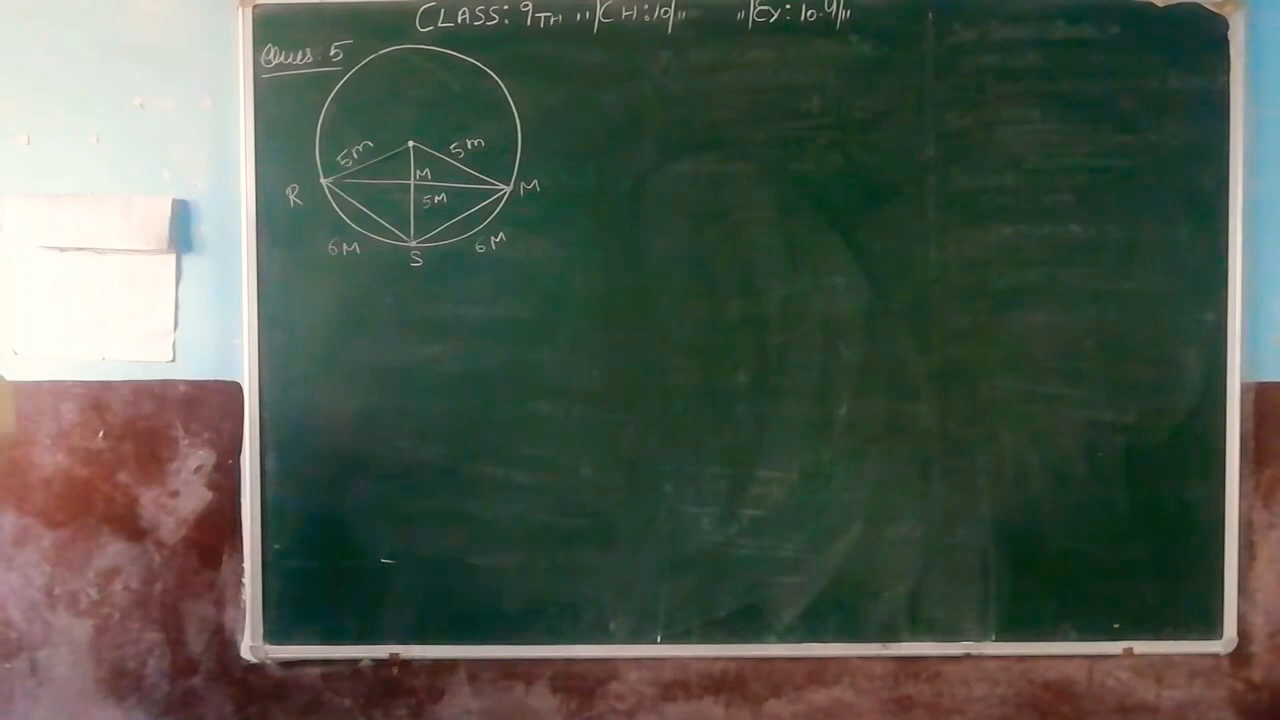 CLASS: 9TH "|CH:10|" "|EX: 10.4|"
Ques. 5
5m 5m
M
R 5M M
6M 6M
S